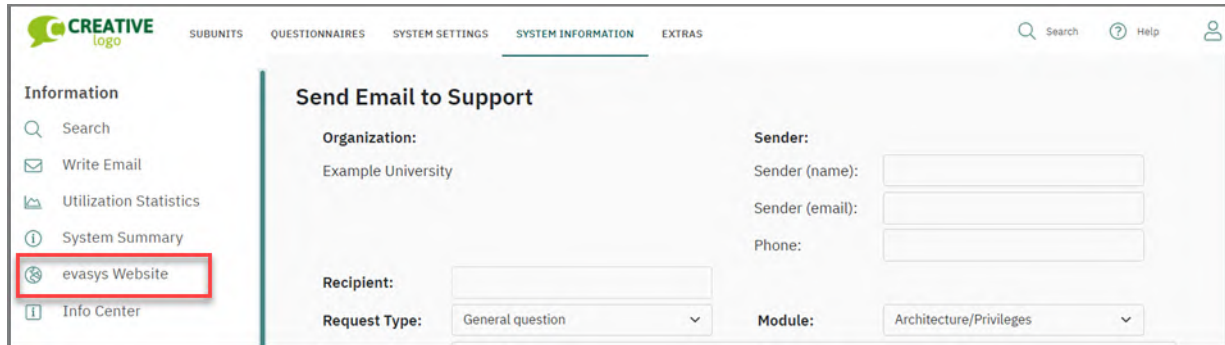 CREATIVE
logo
SUBUNITS QUESTIONNAIRES SYSTEM SETTINGS SYSTEM INFORMATION EXTRAS Search Help
Information
Search
Write Email
Utilization Statistics
System Summary
evasys Website
Info Center
Send Email to Support
Organization: Sender:
Example University Sender (name):
Sender (email):
Phone:
Recipient:
Request Type: General question Module: Architecture/Privileges